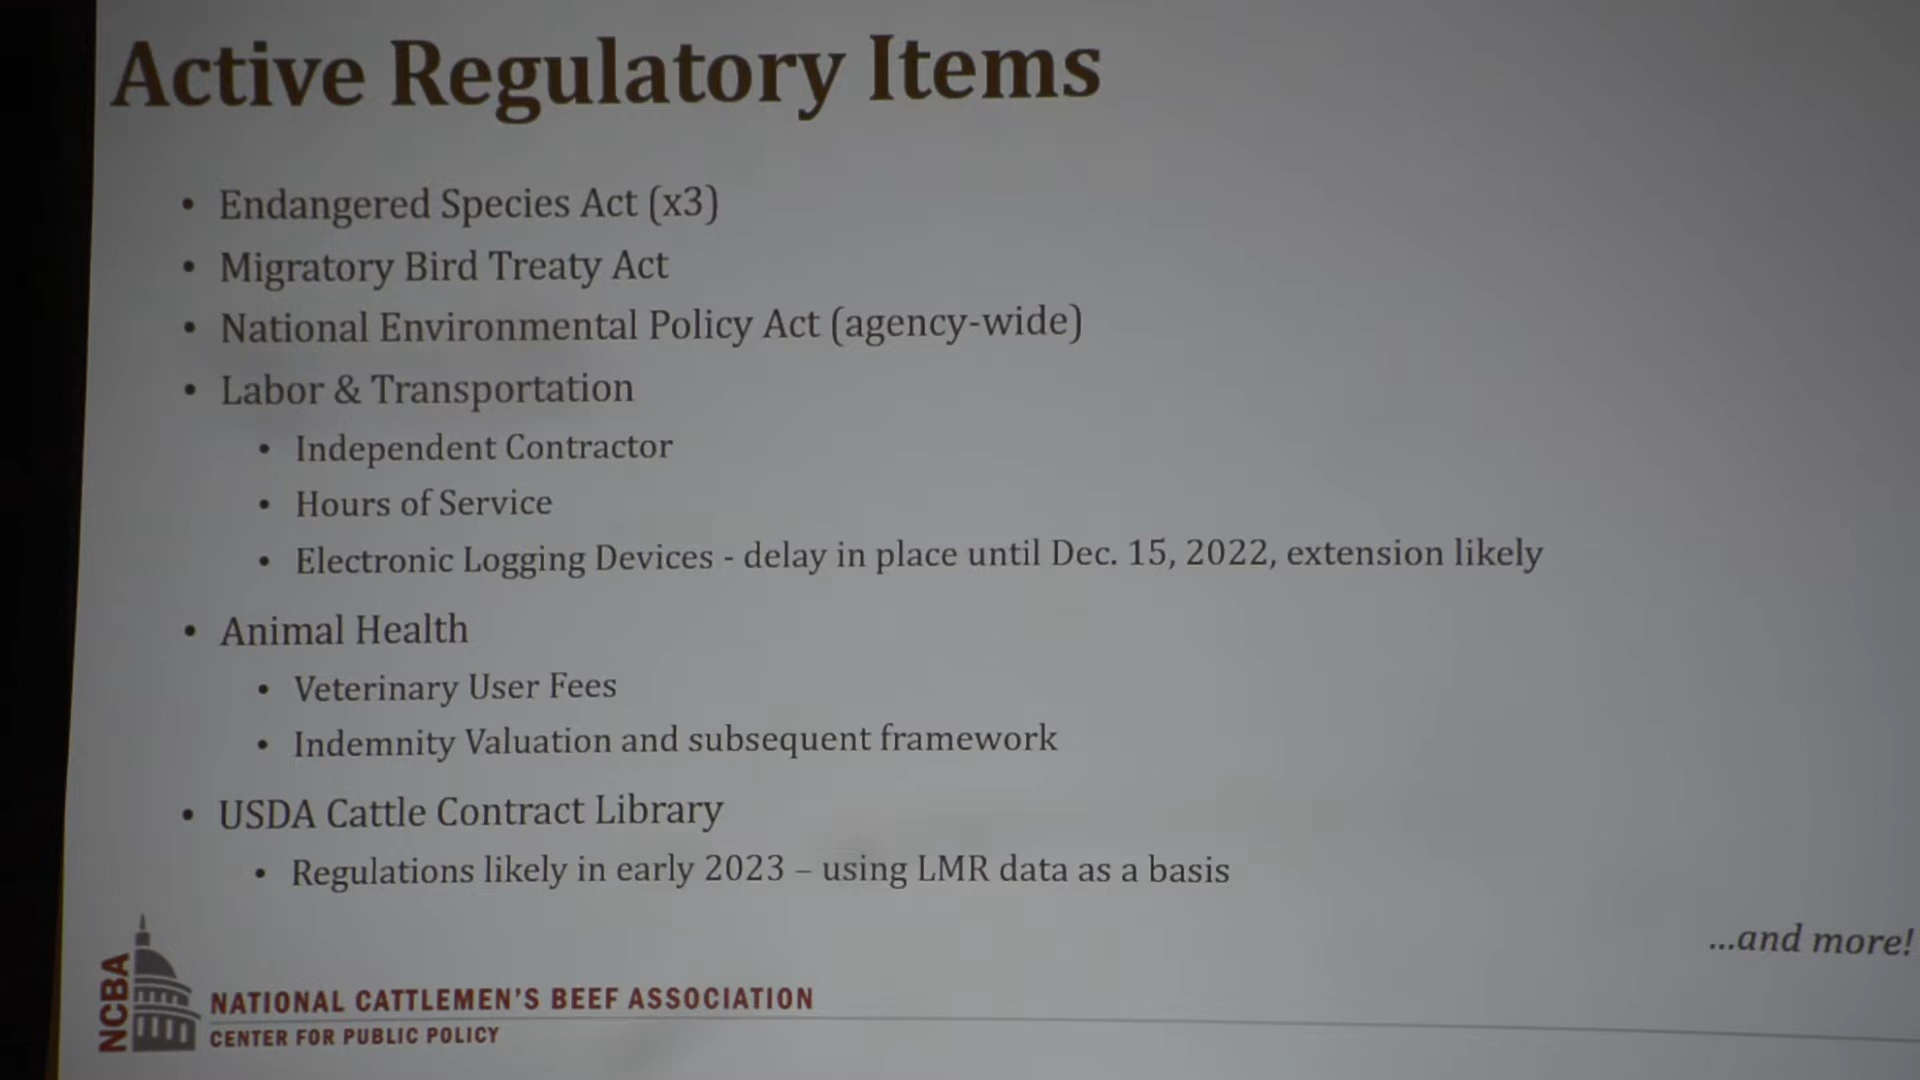 Active Regulatory Items
• Endangered Species Act (x3)
• Migratory Bird Treaty Act
• National Environmental Policy Act (agency-wide)
• Labor & Transportation
• Independent Contractor
• Hours of Service
• Electronic Logging Devices - delay in place until Dec. 15, 2022, extension likely
• Animal Health
• Veterinary User Fees
• Indemnity Valuation and subsequent framework
• USDA Cattle Contract Library
• Regulations likely in early 2023 – using LMR data as a basis
...and more!
NCBA
NATIONAL CATTLEMEN'S BEEF ASSOCIATION
CENTER FOR PUBLIC POLICY